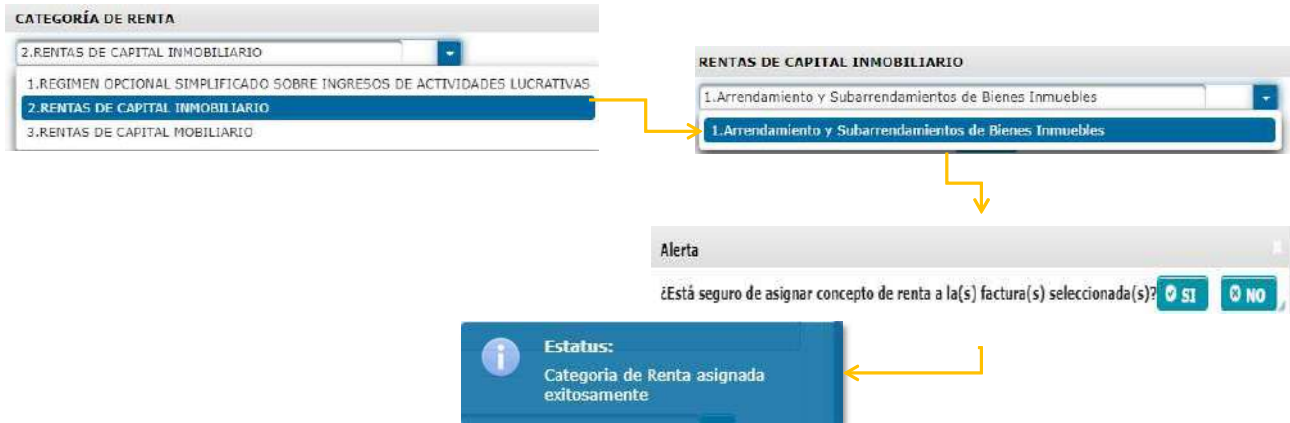 CATEGORÍA DE RENTA
2.RENTAS DE CAPITAL INMOBILIARIO
1.REGIMEN OPCIONAL SIMPLIFICADO SOBRE INGRESOS DE ACTIVIDADES LUCRATIVAS
2.RENTAS DE CAPITAL INMOBILIARIO
3.RENTAS DE CAPITAL MOBILIARIO
RENTAS DE CAPITAL INMOBILIARIO
1.Arrendamiento y Subarrendamientos de Bienes Inmuebles
1.Arrendamiento y Subarrendamientos de Bienes Inmuebles
Alerta
¿Está seguro de asignar concepto de renta a la(s) factura(s) seleccionada(s)? SI NO
Estatus:
Categoria de Renta asignada
exitosamente